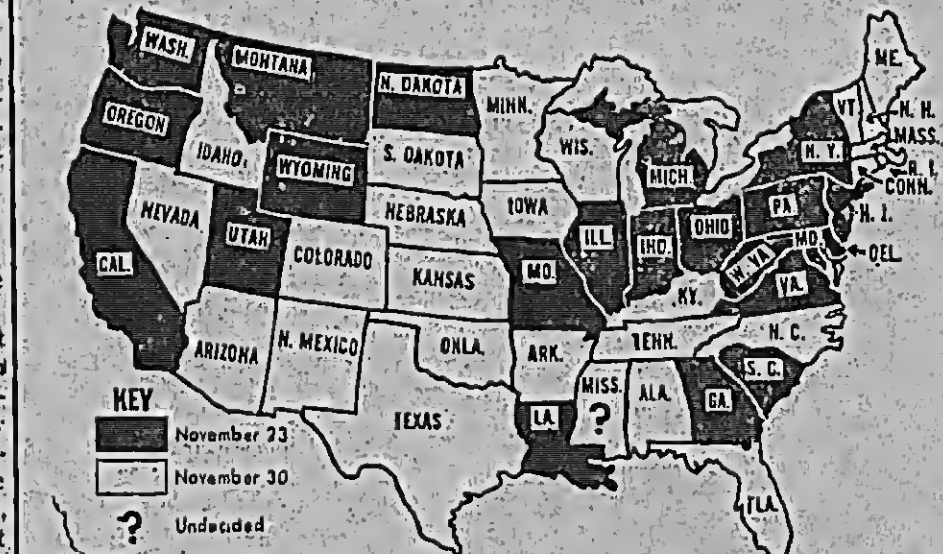 WASH.
MONTANA
N. DAKOTA
MINN.
ME.
VT.
N. H.
MASS.
R. I.
CONN.
OREGON
IDAHO
WYOMING
S. DAKOTA
WIS.
MICH.
N. Y.
NEVADA
UTAH
NEBRASKA
IOWA
ILL.
IND.
OHIO
PA.
N. J.
CAL.
COLORADO
KANSAS
MO.
KY.
W. VA.
MD.
DEL.
VA.
ARIZONA
N. MEXICO
OKLA.
ARK.
TENN.
N. C.
S. C.
TEXAS
LA.
MISS.
?
ALA.
GA.
FLA.
KEY
November 23
November 30
? Undecided